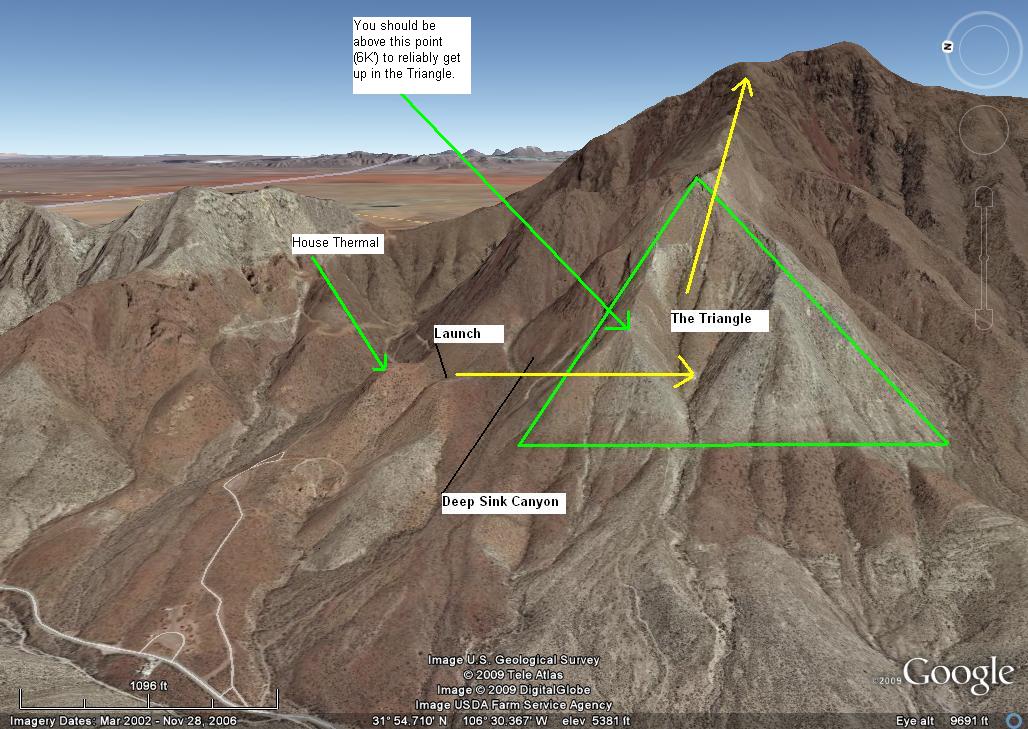 You should be
above this point
(6K') to reliably get
up in the Triangle.
N
House Thermal
Launch
The Triangle
Deep Sink Canyon
1096 ft
Image U.S. Geological Survey
© 2009 Tele Atlas
Image © 2009 DigitalGlobe
Image USDA Farm Service Agency
©2009 Google
Imagery Dates: Mar 2002 - Nov 28, 2006
31° 54.710' N 106° 30.367' W elev 5381 ft
Eye alt 9691 ft